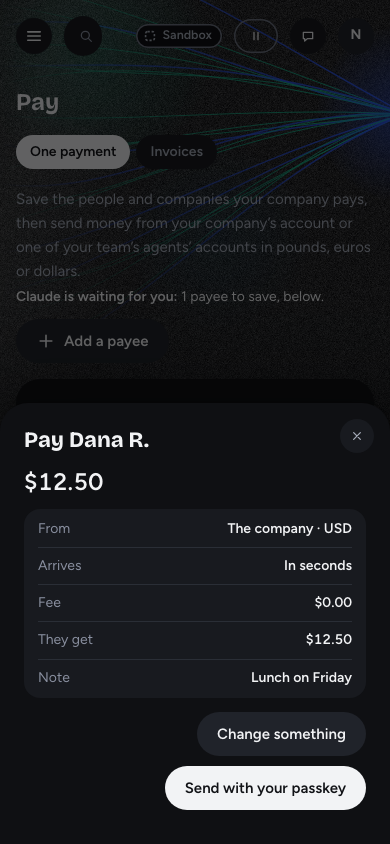 Sandbox
N
Pay
One payment
Invoices
Save the people and companies your company pays,
then send money from your company's account or
one of your team's agents' accounts in pounds, euros
or dollars.
Claude is waiting for you: 1 payee to save, below.
Add a payee
Pay Dana R.
$12.50
From The company · USD
Arrives In seconds
Fee $0.00
They get $12.50
Note Lunch on Friday
Change something
Send with your passkey